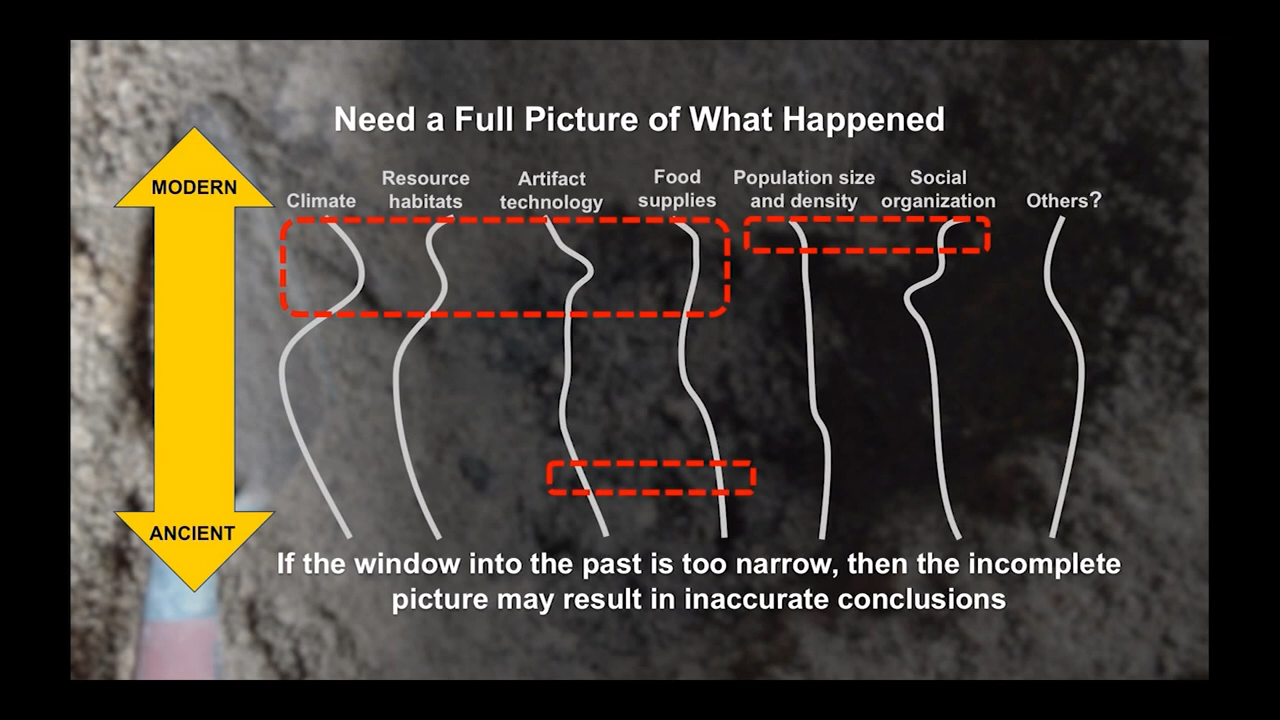 Need a Full Picture of What Happened
MODERN
Climate
Resource
habitats
Artifact
technology
Food
supplies
Population size
and density
Social
organization
Others?
ANCIENT
If the window into the past is too narrow, then the incomplete
picture may result in inaccurate conclusions